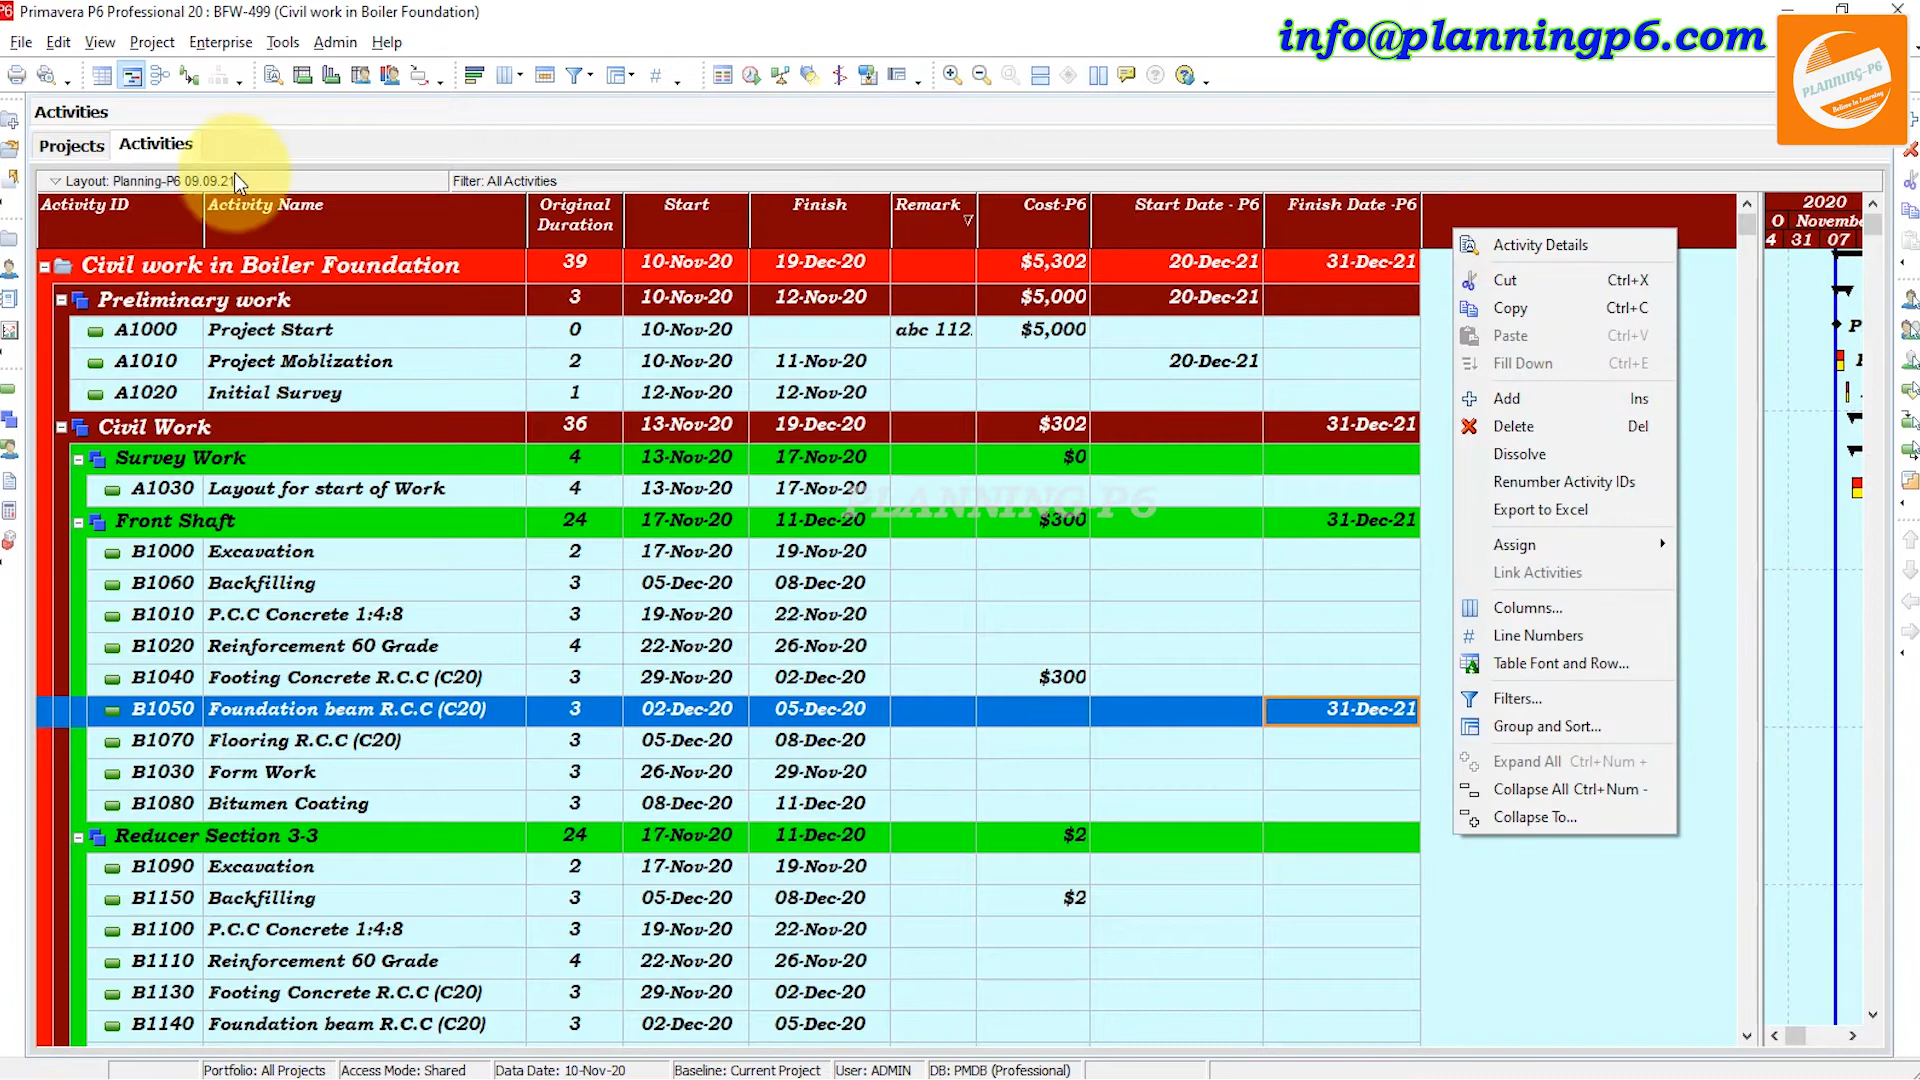 Primavera P6 Professional 20 : BFW-499 (Civil work in Boiler Foundation)
info@planningp6.com
PLANNING-P6
Believe In Learning
File Edit View Project Enterprise Tools Admin Help
Activities
Projects Activities
Layout: Planning-P6 09.09.21 Filter: All Activities
Activity ID Activity Name Original Duration Start Finish Remark Cost-P6 Start Date - P6 Finish Date -P6
2020
O Novembe
4 31 07
Civil work in Boiler Foundation 39 10-Nov-20 19-Dec-20 $5,302 20-Dec-21 31-Dec-21
Preliminary work 3 10-Nov-20 12-Nov-20 $5,000 20-Dec-21
A1000 Project Start 0 10-Nov-20 abc 112. $5,000
P
A1010 Project Moblization 2 10-Nov-20 11-Nov-20 20-Dec-21
A1020 Initial Survey 1 12-Nov-20 12-Nov-20
Civil Work 36 13-Nov-20 19-Dec-20 $302 31-Dec-21
Survey Work 4 13-Nov-20 17-Nov-20 $0
A1030 Layout for start of Work 4 13-Nov-20 17-Nov-20
PLANNING-P6
Front Shaft 24 17-Nov-20 11-Dec-20 $300 31-Dec-21
B1000 Excavation 2 17-Nov-20 19-Nov-20
B1060 Backfilling 3 05-Dec-20 08-Dec-20
B1010 P.C.C Concrete 1:4:8 3 19-Nov-20 22-Nov-20
B1020 Reinforcement 60 Grade 4 22-Nov-20 26-Nov-20
B1040 Footing Concrete R.C.C (C20) 3 29-Nov-20 02-Dec-20 $300
B1050 Foundation beam R.C.C (C20) 3 02-Dec-20 05-Dec-20 31-Dec-21
B1070 Flooring R.C.C (C20) 3 05-Dec-20 08-Dec-20
B1030 Form Work 3 26-Nov-20 29-Nov-20
B1080 Bitumen Coating 3 08-Dec-20 11-Dec-20
Reducer Section 3-3 24 17-Nov-20 11-Dec-20 $2
B1090 Excavation 2 17-Nov-20 19-Nov-20
B1150 Backfilling 3 05-Dec-20 08-Dec-20 $2
B1100 P.C.C Concrete 1:4:8 3 19-Nov-20 22-Nov-20
B1110 Reinforcement 60 Grade 4 22-Nov-20 26-Nov-20
B1130 Footing Concrete R.C.C (C20) 3 29-Nov-20 02-Dec-20
B1140 Foundation beam R.C.C (C20) 3 02-Dec-20 05-Dec-20
Activity Details
Cut Ctrl+X
Copy Ctrl+C
Paste Ctrl+V
Fill Down Ctrl+E
Add Ins
Delete Del
Dissolve
Renumber Activity IDs
Export to Excel
Assign
Link Activities
Columns...
Line Numbers
Table Font and Row...
Filters...
Group and Sort...
Expand All Ctrl+Num +
Collapse All Ctrl+Num -
Collapse To...
Portfolio: All Projects Access Mode: Shared Data Date: 10-Nov-20 Baseline: Current Project User: ADMIN DB: PMDB (Professional)